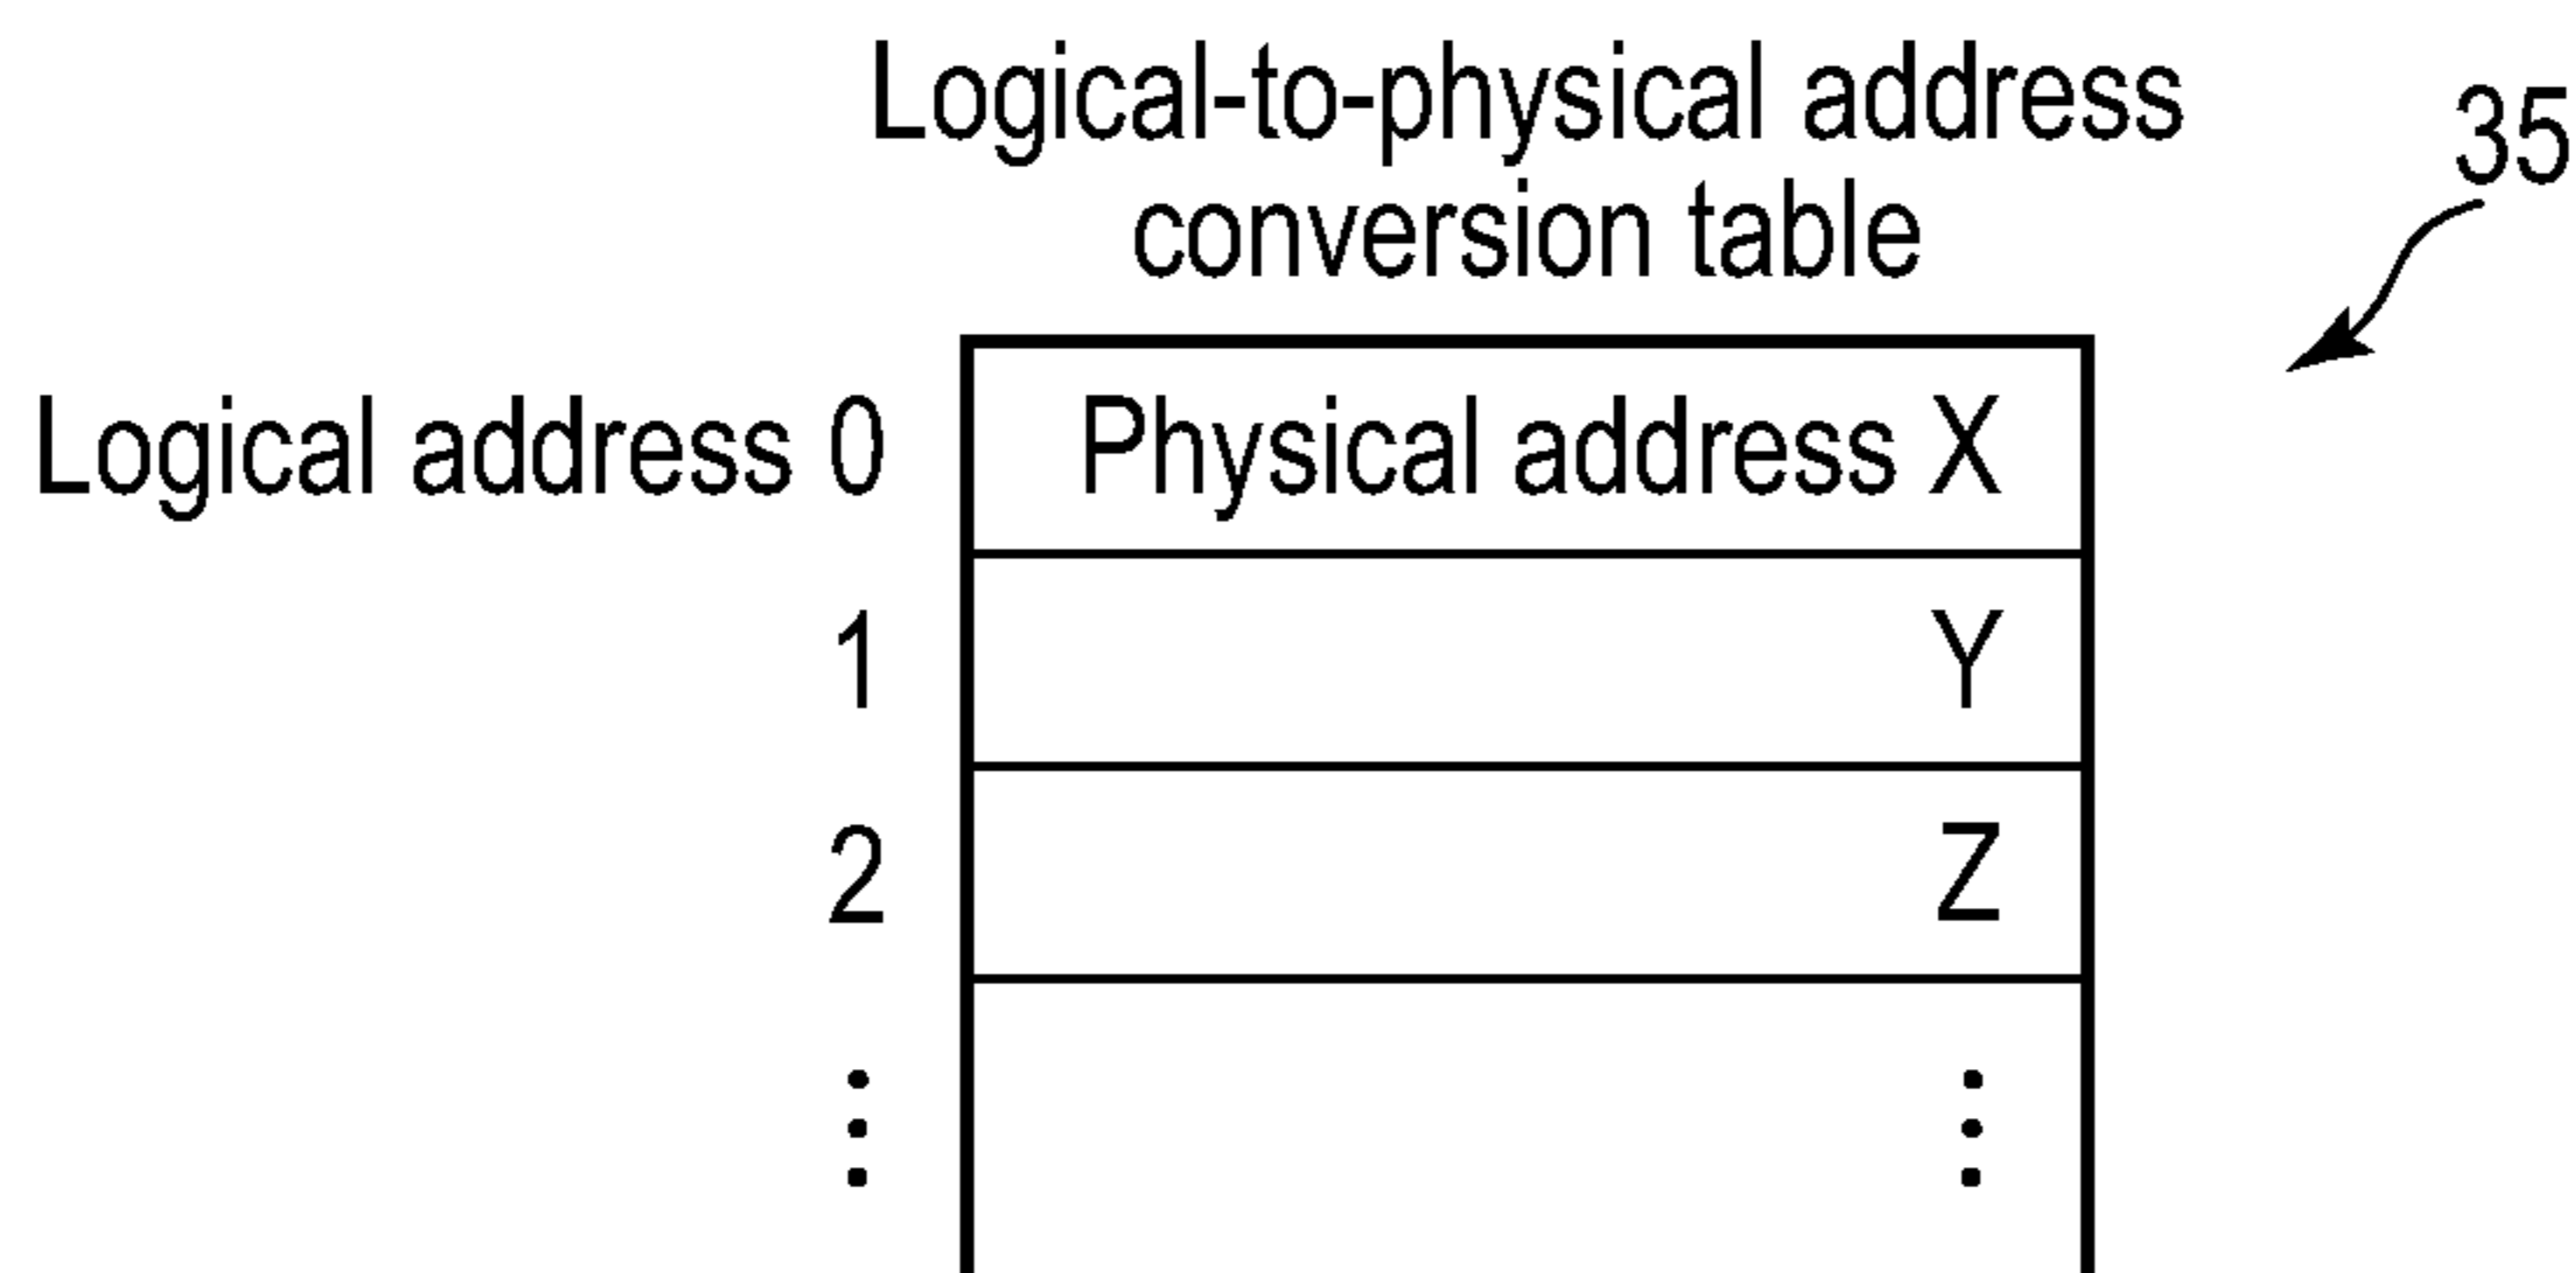 Logical-to-physical address
conversion table
35
Logical address 0 Physical address X
1 Y
2 Z
⋮ ⋮